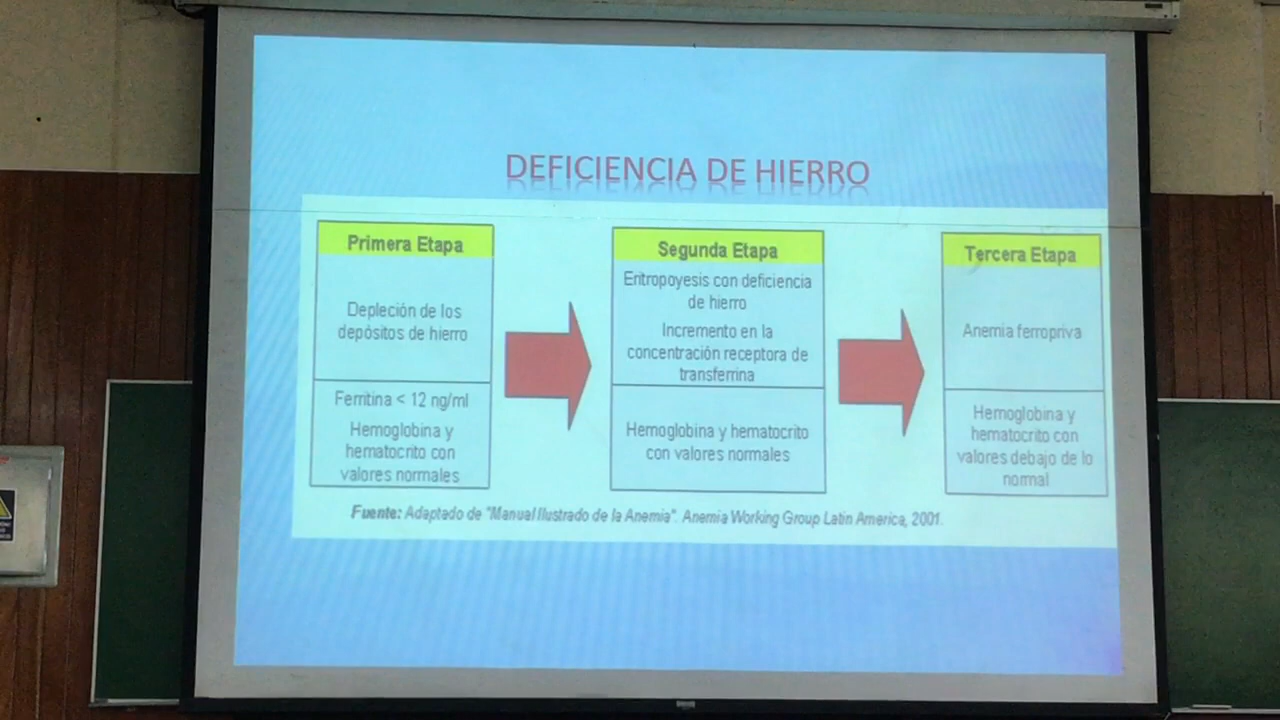 DEFICIENCIA DE HIERRO
Primera Etapa
Depleción de los
depósitos de hierro
Ferritina < 12 ng/ml
Hemoglobina y
hematocrito con
valores normales
Segunda Etapa
Eritropoyesis con deficiencia
de hierro
Incremento en la
concentración receptora de
transferrina
Hemoglobina y hematocrito
con valores normales
Tercera Etapa
Anemia ferropriva
Hemoglobina y
hematocrito con
valores debajo de lo
normal
Fuente: Adaptado de "Manual Ilustrado de la Anemia". Anemia Working Group Latin America, 2001.